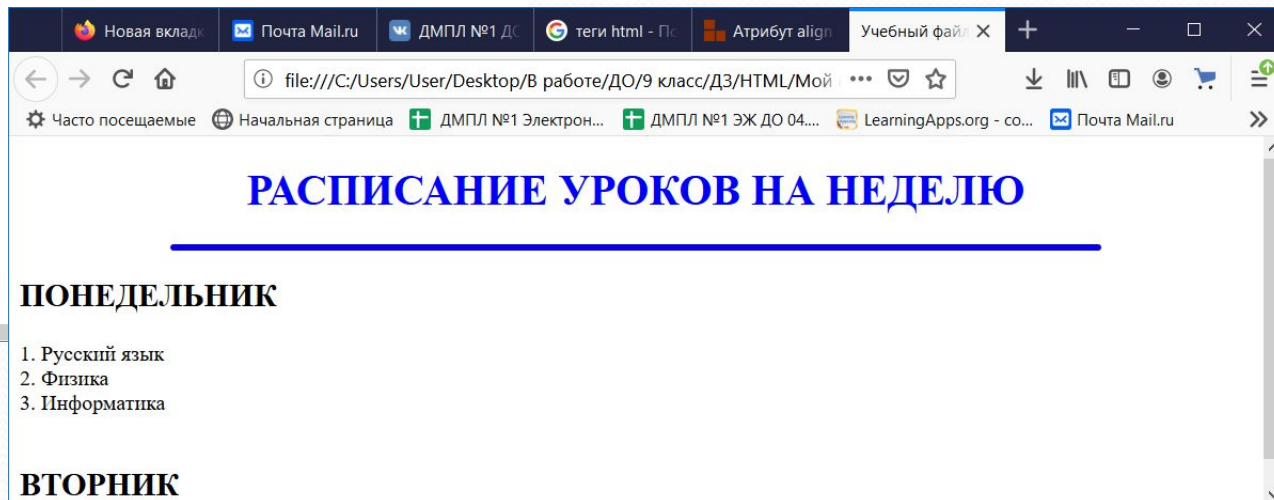 Новая вкладк Почта Mail.ru ДМПЛ №1 ДО теги html - По Атрибут align Учебный файл
file:///C:/Users/User/Desktop/В работе/ДО/9 класс/ДЗ/HTML/Мой
Часто посещаемые Начальная страница ДМПЛ №1 Электрон... ДМПЛ №1 ЭЖ ДО 04.... LearningApps.org - со... Почта Mail.ru
РАСПИСАНИЕ УРОКОВ НА НЕДЕЛЮ
ПОНЕДЕЛЬНИК
1. Русский язык
2. Физика
3. Информатика
ВТОРНИК